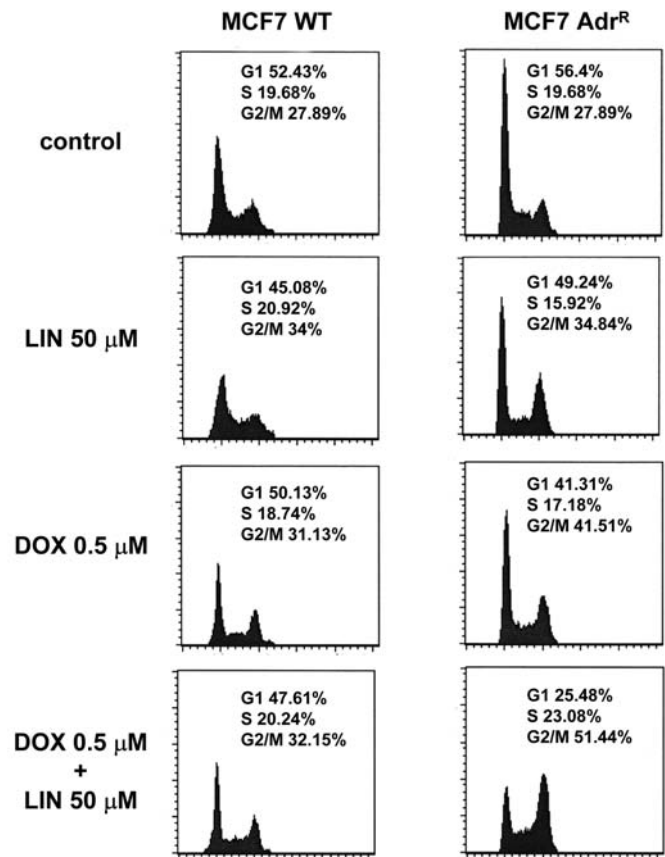 MCF7 WT
MCF7 Adrᴿ
control
G1 52.43%
S 19.68%
G2/M 27.89%
G1 56.4%
S 19.68%
G2/M 27.89%
LIN 50 μM
G1 45.08%
S 20.92%
G2/M 34%
G1 49.24%
S 15.92%
G2/M 34.84%
DOX 0.5 μM
G1 50.13%
S 18.74%
G2/M 31.13%
G1 41.31%
S 17.18%
G2/M 41.51%
DOX 0.5 μM
+
LIN 50 μM
G1 47.61%
S 20.24%
G2/M 32.15%
G1 25.48%
S 23.08%
G2/M 51.44%